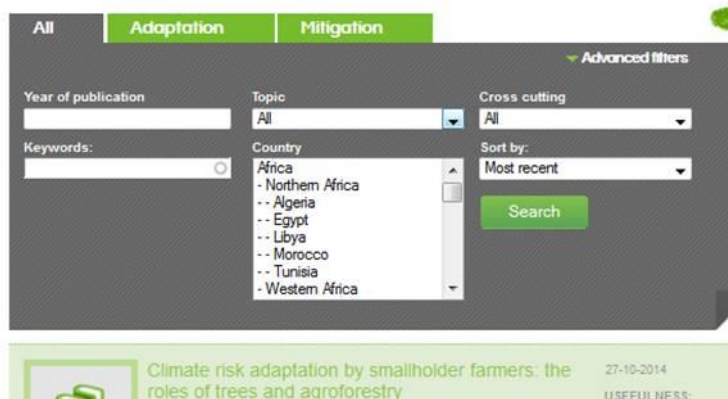 All Adaptation Mitigation
Advanced filters
Year of publication Topic Cross cutting
All All
Keywords: Country Sort by:
Africa Most recent
- Northern Africa
- - Algeria
- - Egypt
- - Libya
- - Morocco
- - Tunisia
- Western Africa
Search
Climate risk adaptation by smallholder farmers: the 27-10-2014
roles of trees and agroforestry USEFULNESS: